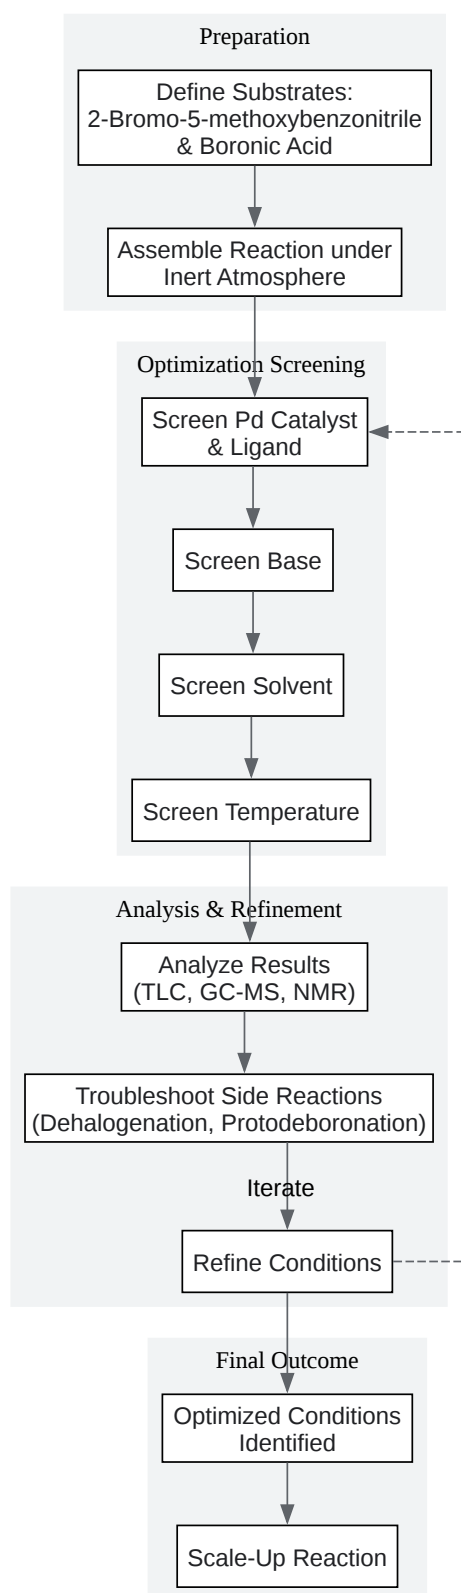 Preparation
Define Substrates:
2-Bromo-5-methoxybenzonitrile
& Boronic Acid
Assemble Reaction under
Inert Atmosphere
Optimization Screening
Screen Pd Catalyst
& Ligand
Screen Base
Screen Solvent
Screen Temperature
Analysis & Refinement
Analyze Results
(TLC, GC-MS, NMR)
Troubleshoot Side Reactions
(Dehalogenation, Protodeboronation)
Iterate
Refine Conditions
Final Outcome
Optimized Conditions
Identified
Scale-Up Reaction